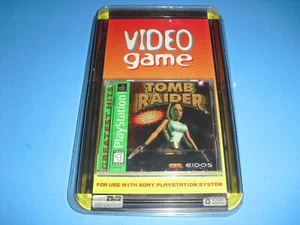 VIDEO
game
GREATEST HITS
PlayStation
TOMB
RAIDER
EIDOS
FOR USE WITH SONY PLAYSTATION SYSTEM